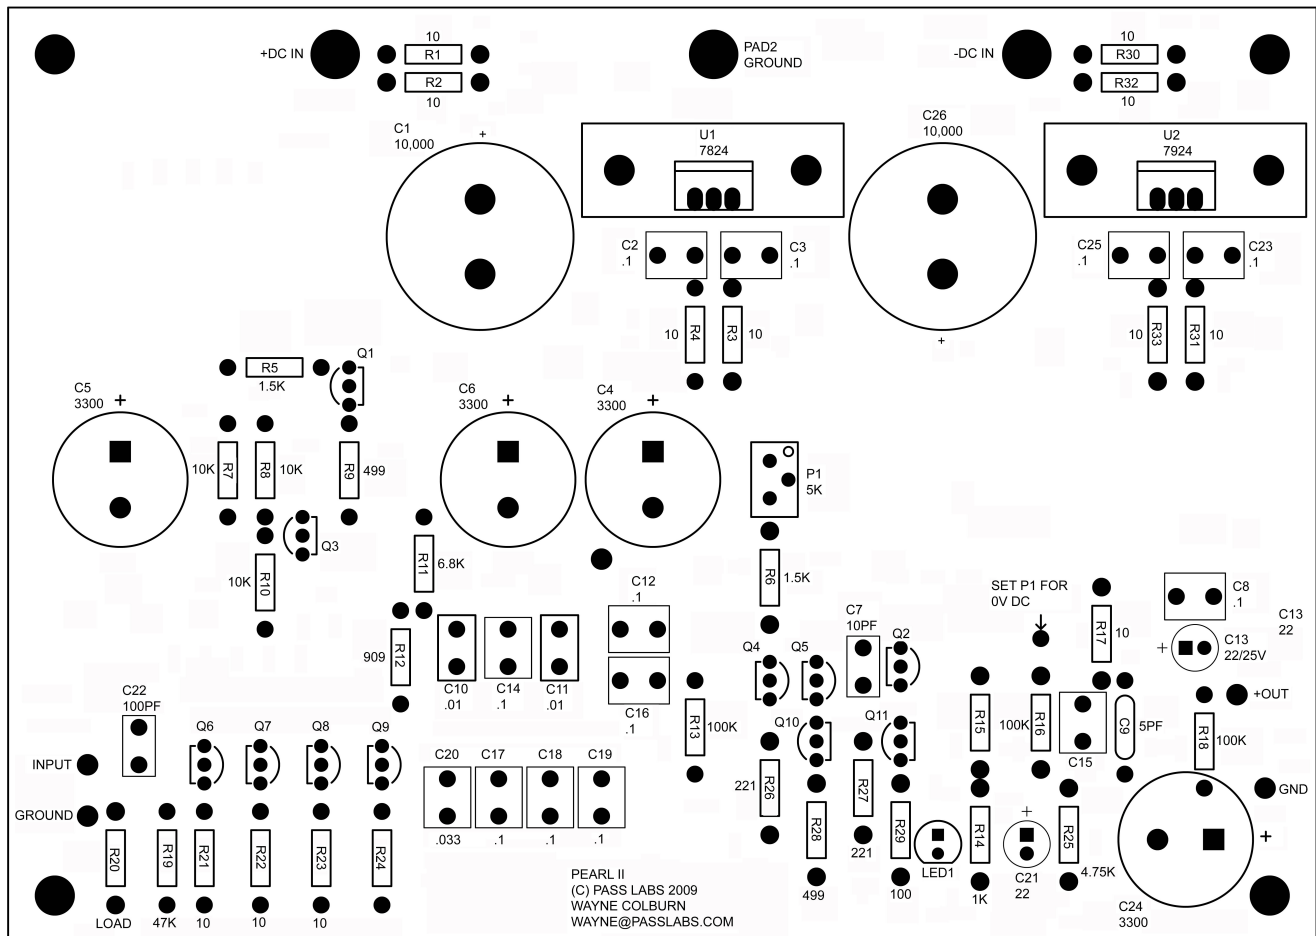 10
+DC IN
R1
R2
10
PAD2
GROUND
-DC IN
10
R30
R32
10
C1
10,000
+
U1
7824
C26
10,000
U2
7924
C2
.1
C3
.1
C25
.1
C23
.1
10
R4
R3
10
10
R33
R31
10
+
Q1
R5
1.5K
C5
3300
+
C6
3300
+
C4
3300
+
10K
R7
R8
10K
R9
499
P1
5K
Q3
10K
R10
R11
6.8K
R6
1.5K
C12
.1
SET P1 FOR
0V DC
C8
.1
C13
22
C7
10PF
R17
10
+
C13
22/25V
909
R12
Q4
Q5
Q2
C10
.01
C14
.1
C11
.01
C16
.1
C22
100PF
+OUT
R13
100K
R15
100K
R16
C9
5PF
R18
100K
Q6
Q7
Q8
Q9
Q10
Q11
C15
INPUT
C20
C17
C18
C19
221
R26
R27
GND
GROUND
R20
R19
R21
R22
R23
R24
.033
.1
.1
.1
R28
221
R29
LED1
R14
+
C21
22
R25
4.75K
+
PEARL II
(C) PASS LABS 2009
WAYNE COLBURN
WAYNE@PASSLABS.COM
499
100
1K
C24
3300
LOAD
47K
10
10
10